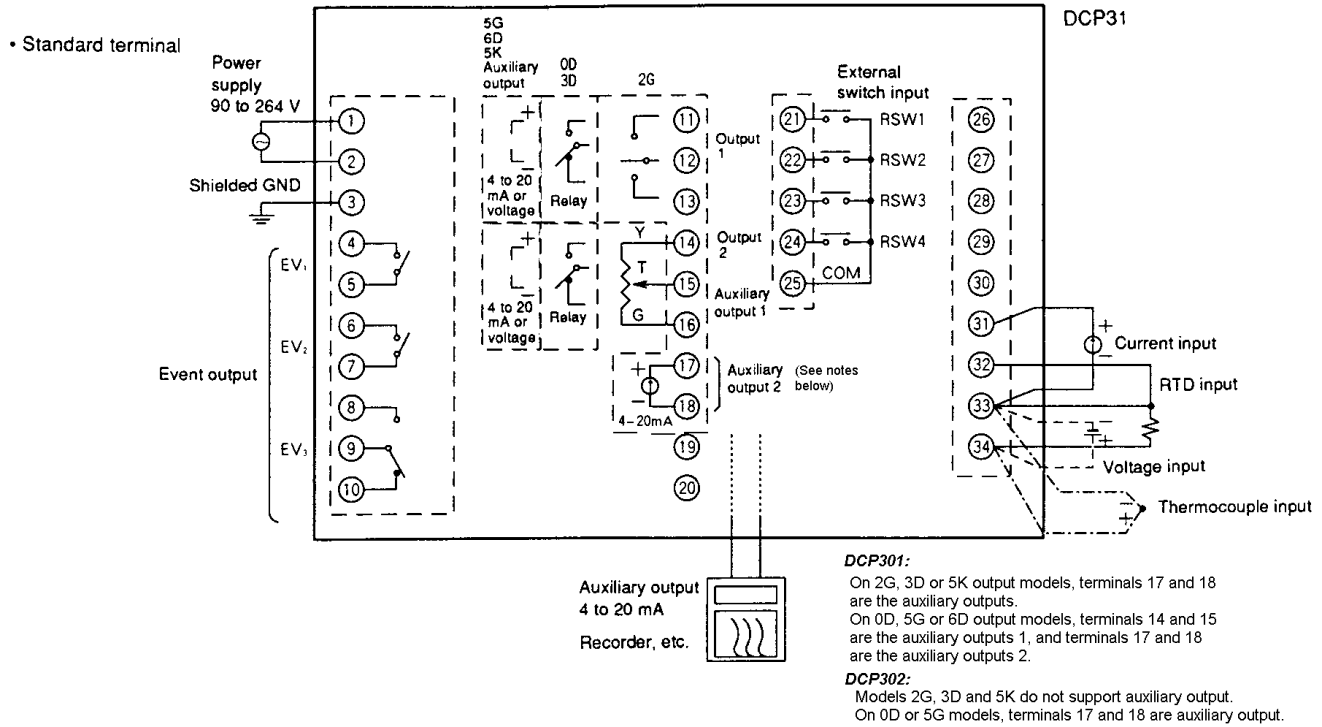 DCP31
• Standard terminal
Power
supply
90 to 264 V
Shielded GND
Event output
EV₁
EV₂
EV₃
1
2
3
4
5
6
7
8
9
10
5G
6D
5K
Auxiliary
output
0D
3D
2G
+
−
4 to 20
mA or
voltage
Relay
+
−
4 to 20
mA or
voltage
Relay
Y
T
G
+
−
4–20mA
11
12
13
14
15
16
17
18
19
20
Output
1
Output
2
Auxiliary
output 1
Auxiliary
output 2
(See notes
below)
External
switch input
21
22
23
24
25
RSW1
RSW2
RSW3
RSW4
COM
26
27
28
29
30
31
32
33
34
+
−
Current input
RTD input
−
+
Voltage input
−
+
Thermocouple input
Auxiliary output
4 to 20 mA
Recorder, etc.
DCP301:
On 2G, 3D or 5K output models, terminals 17 and 18
are the auxiliary outputs.
On 0D, 5G or 6D output models, terminals 14 and 15
are the auxiliary outputs 1, and terminals 17 and 18
are the auxiliary outputs 2.
DCP302:
Models 2G, 3D and 5K do not support auxiliary output.
On 0D or 5G models, terminals 17 and 18 are auxiliary output.